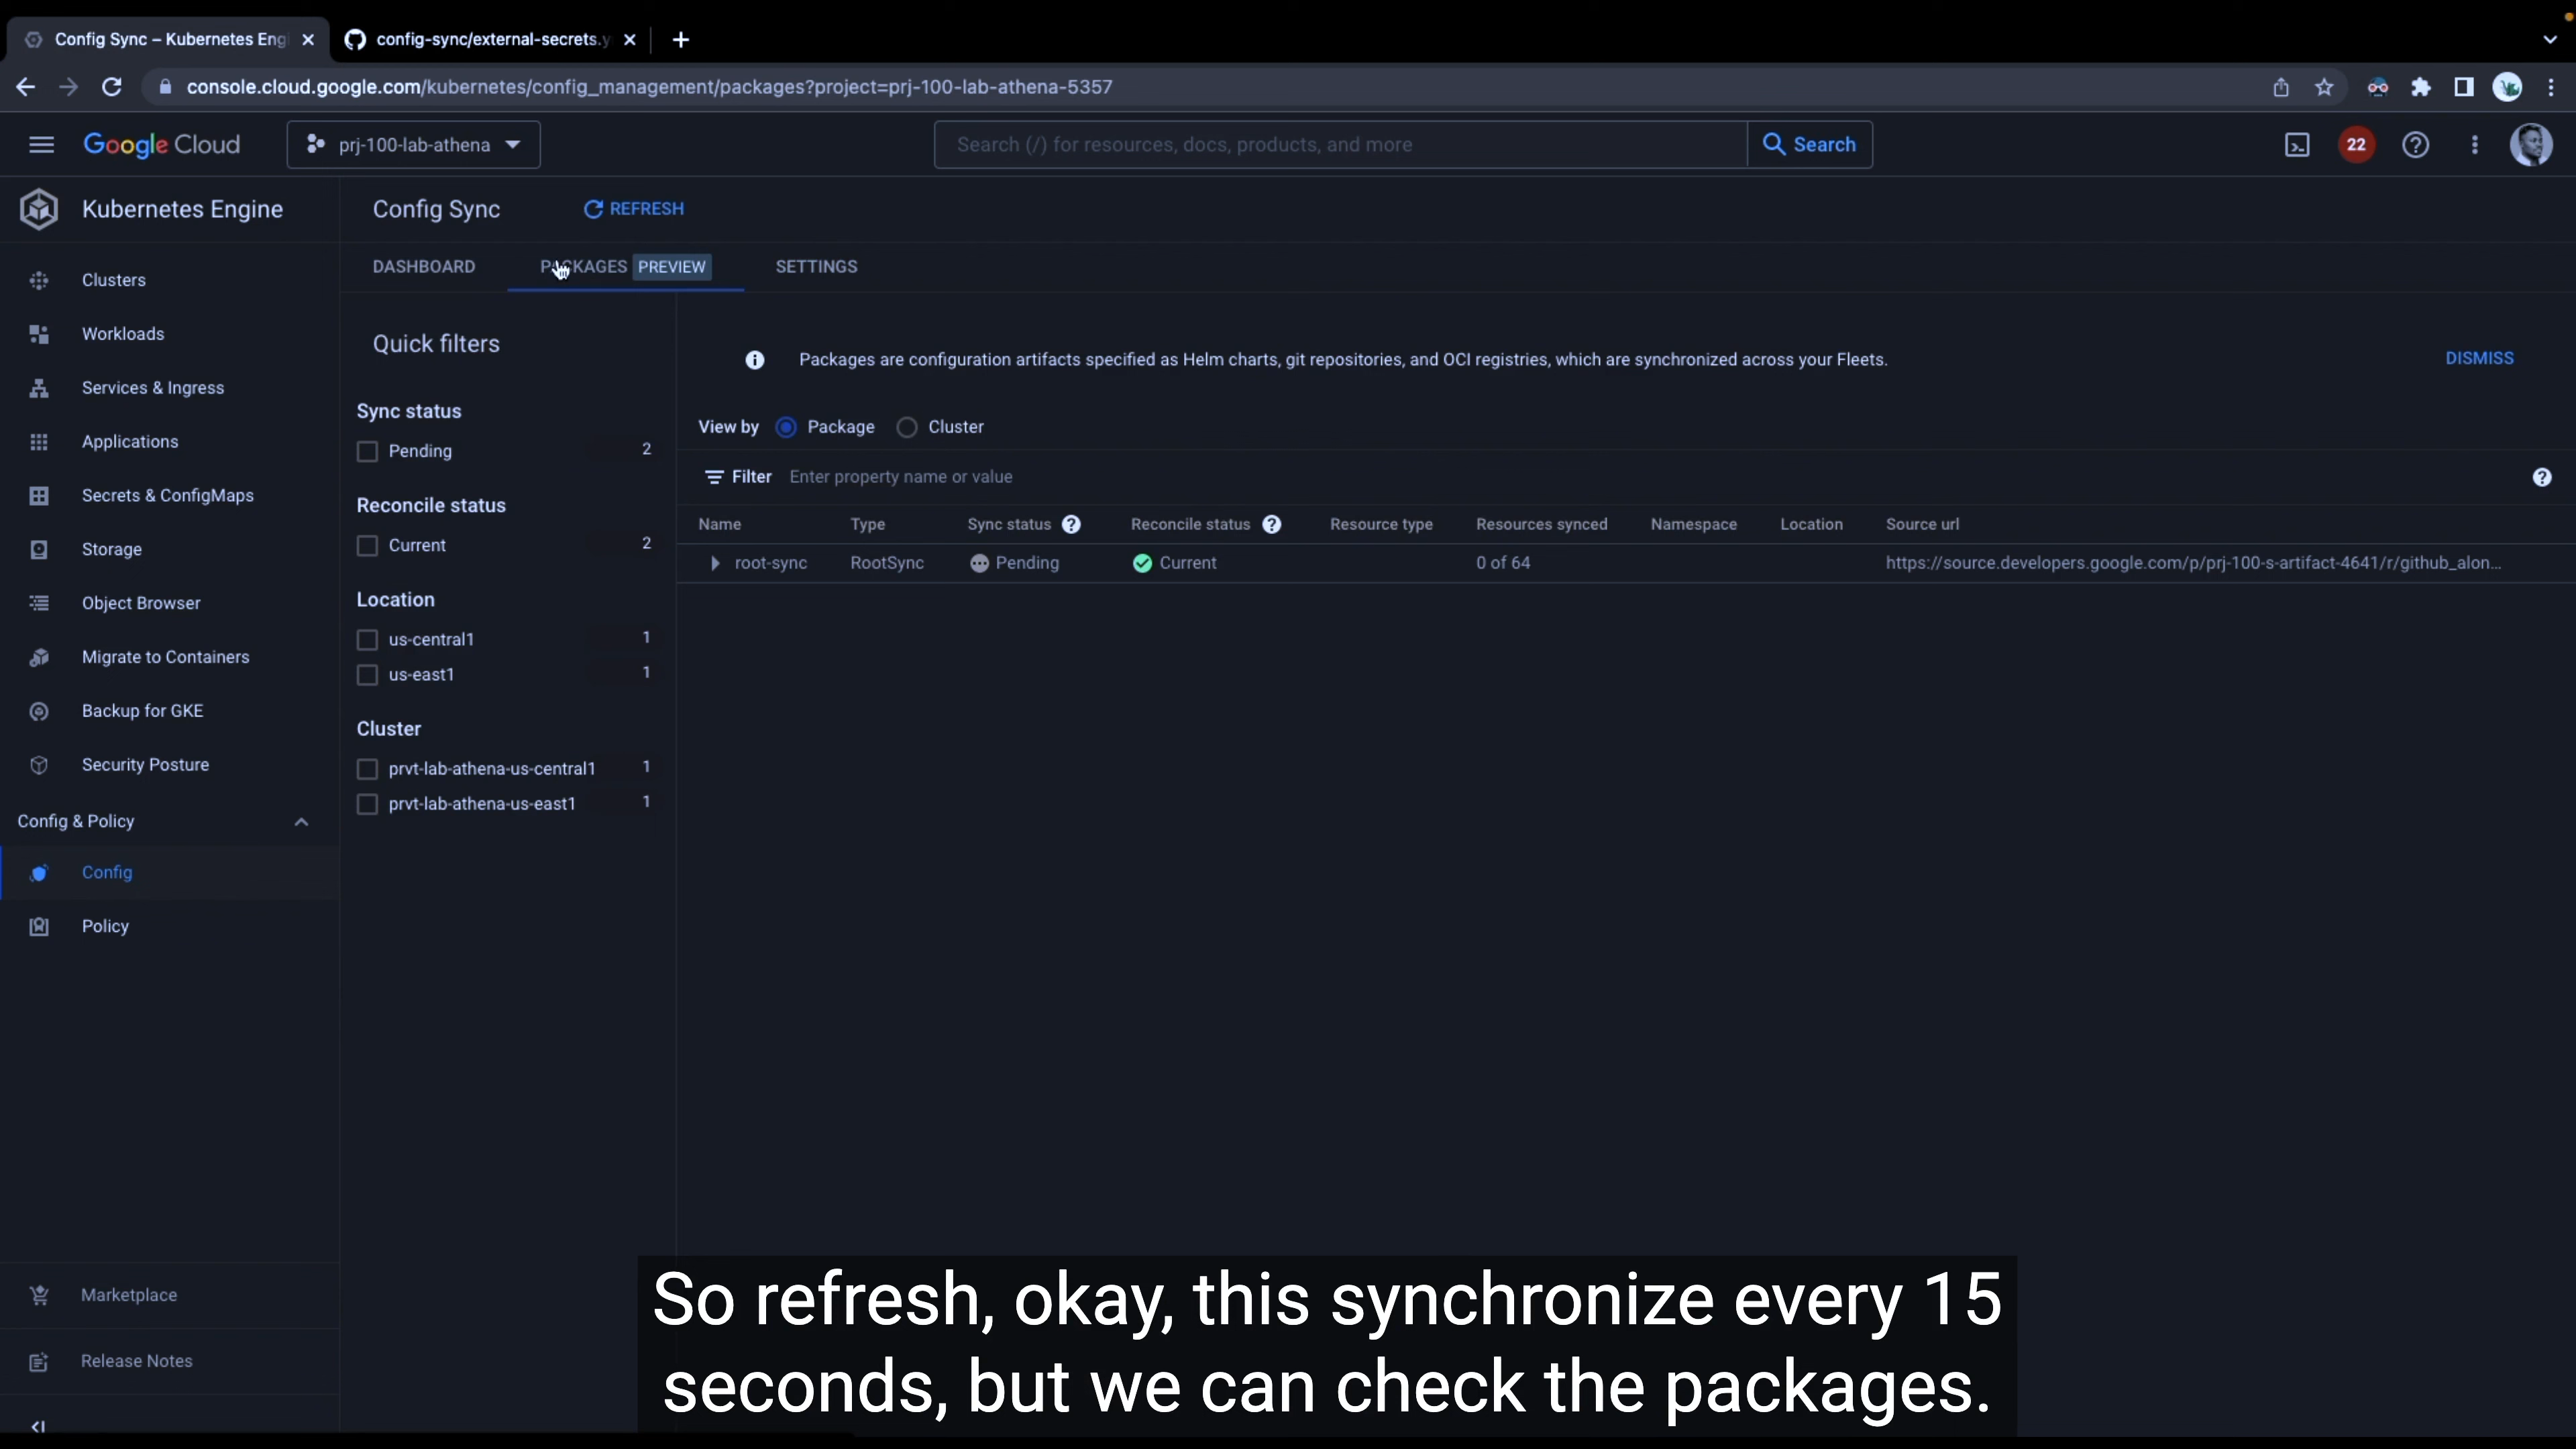 Config Sync – Kubernetes Eng
config-sync/external-secrets.y
console.cloud.google.com/kubernetes/config_management/packages?project=prj-100-lab-athena-5357
Google Cloud
prj-100-lab-athena
Search (/) for resources, docs, products, and more
Search
22
Kubernetes Engine
Config Sync
REFRESH
DASHBOARD
PACKAGES PREVIEW
SETTINGS
Clusters
Workloads
Services & Ingress
Applications
Secrets & ConfigMaps
Storage
Object Browser
Migrate to Containers
Backup for GKE
Security Posture
Config & Policy
Config
Policy
Marketplace
Release Notes
Quick filters
Sync status
Pending 2
Reconcile status
Current 2
Location
us-central1 1
us-east1 1
Cluster
prvt-lab-athena-us-central1 1
prvt-lab-athena-us-east1 1
Packages are configuration artifacts specified as Helm charts, git repositories, and OCI registries, which are synchronized across your Fleets.
DISMISS
View by Package Cluster
Filter Enter property name or value
Name Type Sync status Reconcile status Resource type Resources synced Namespace Location Source url
root-sync RootSync Pending Current 0 of 64 https://source.developers.google.com/p/prj-100-s-artifact-4641/r/github_alon...
So refresh, okay, this synchronize every 15
seconds, but we can check the packages.